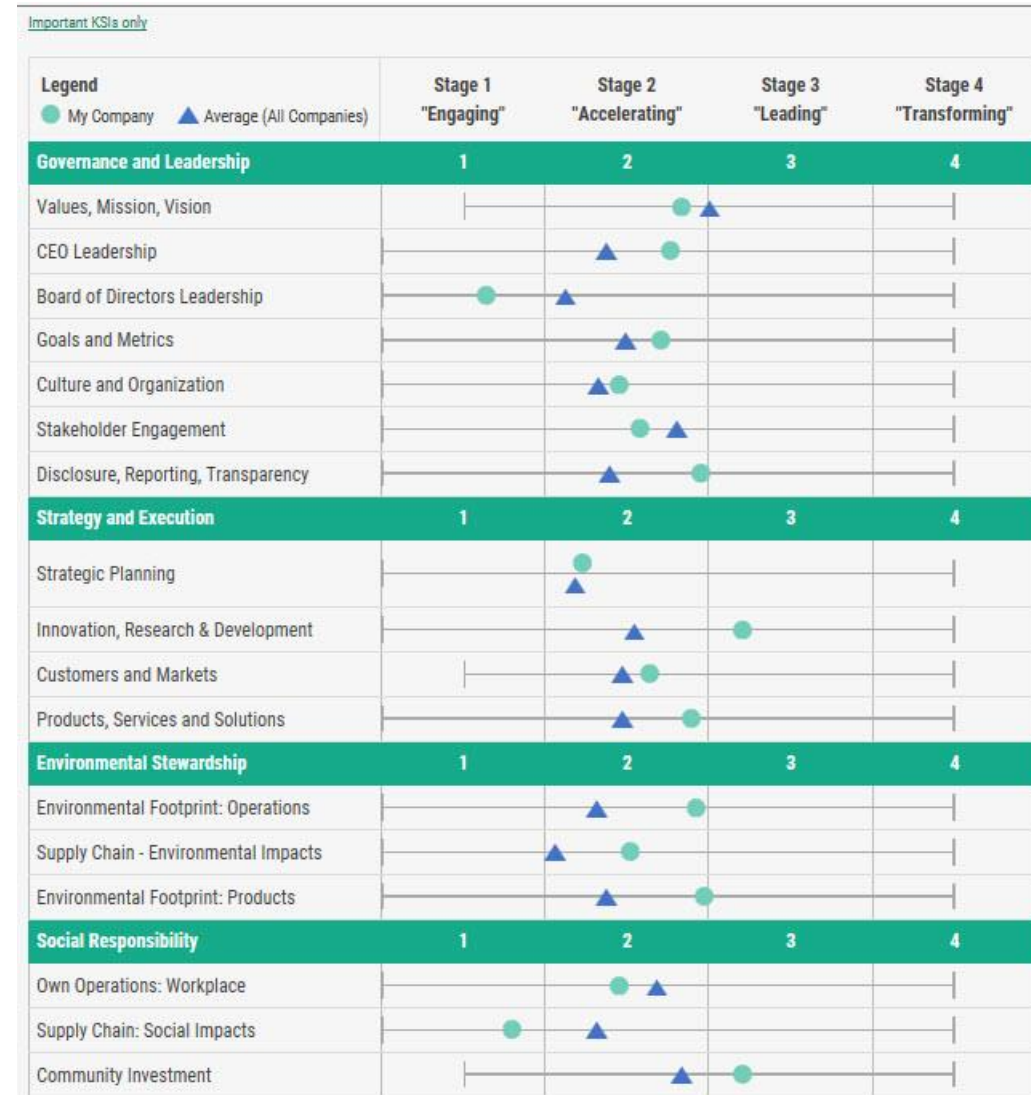 Important KSIs only
Legend
My Company Average (All Companies)
Stage 1 "Engaging"
Stage 2 "Accelerating"
Stage 3 "Leading"
Stage 4 "Transforming"
Governance and Leadership 1 2 3 4
Values, Mission, Vision
CEO Leadership
Board of Directors Leadership
Goals and Metrics
Culture and Organization
Stakeholder Engagement
Disclosure, Reporting, Transparency
Strategy and Execution 1 2 3 4
Strategic Planning
Innovation, Research & Development
Customers and Markets
Products, Services and Solutions
Environmental Stewardship 1 2 3 4
Environmental Footprint: Operations
Supply Chain - Environmental Impacts
Environmental Footprint: Products
Social Responsibility 1 2 3 4
Own Operations: Workplace
Supply Chain: Social Impacts
Community Investment